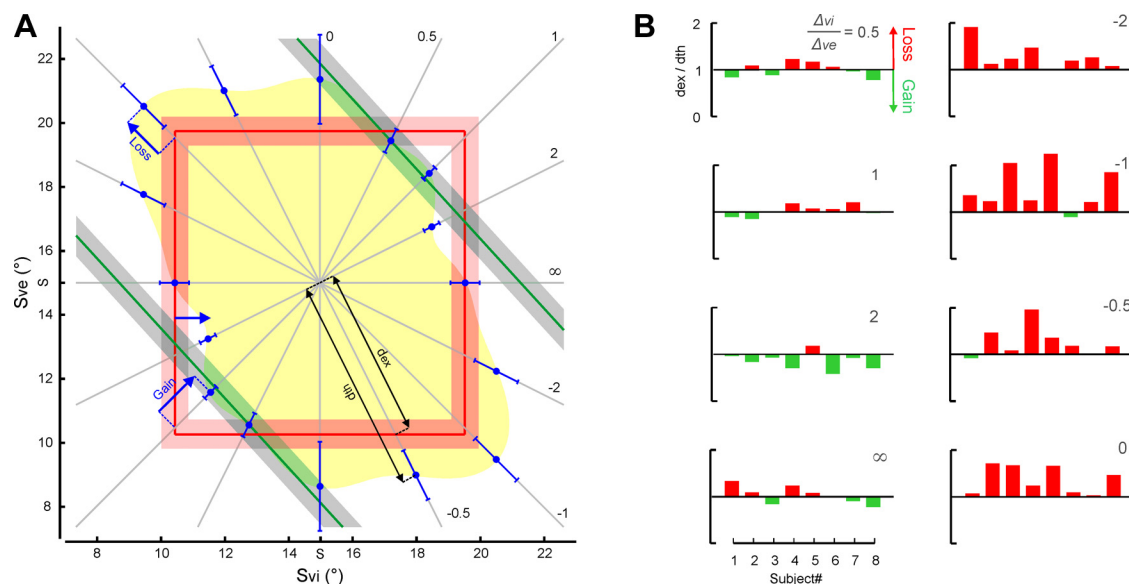 A
0
0.5
1
22
20
18
16
S
14
12
10
8
Sve (°)
2
∞
-2
-1
-0.5
Loss
Gain
dex
dth
8
10
12
14
S
16
18
20
22
Svi (°)
B
2
1
0
dex / dth
Δvi
Δve
= 0.5
Loss
Gain
-2
1
-1
2
-0.5
∞
0
1 2 3 4 5 6 7 8
Subject#